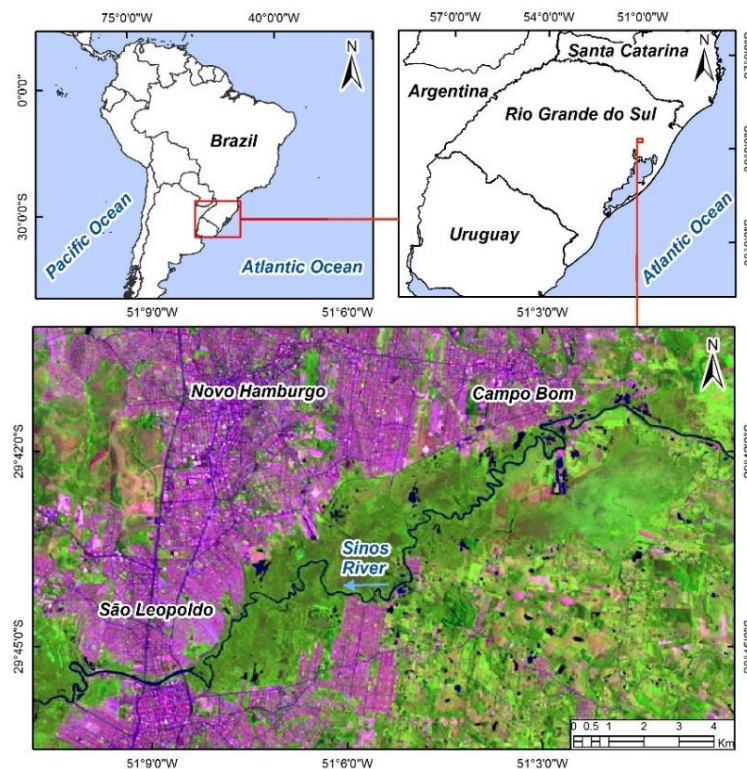 75°0'0"W
40°0'0"W
0°0'0"
30°0'0"S
N
Brazil
Pacific Ocean
Atlantic Ocean
57°0'0"W
54°0'0"W
51°0'0"W
N
Santa Catarina
Argentina
Rio Grande do Sul
Uruguay
Atlantic Ocean
51°9'0"W
51°6'0"W
51°3'0"W
N
Novo Hamburgo
Campo Bom
29°42'0"S
Sinos
River
São Leopoldo
29°45'0"S
0 0.5 1 2 3 4
Km
51°9'0"W
51°6'0"W
51°3'0"W